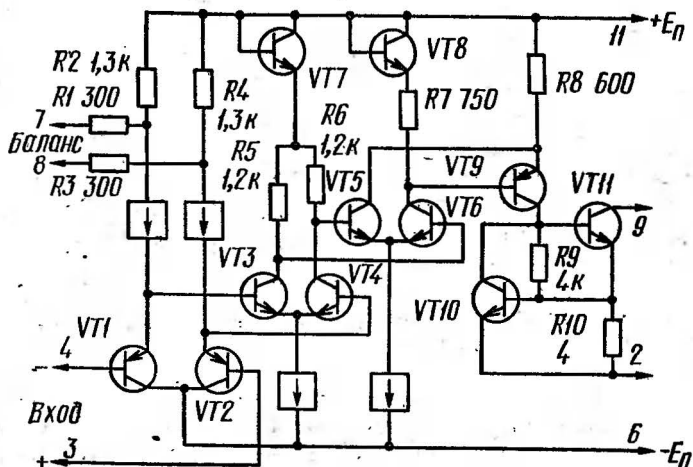 11 +Eп
R2 1,3к
R1 300
7
Баланс
8
R3 300
R4
1,3к
VT7
VT8
R6
1,2к
R5
1,2к
R7 750
R8 600
VT5
VT6
VT9
VT11
9
VT3
VT4
R9
4к
VT10
R10
4
2
VT1
- 4
VT2
Вход
+ 3
6
-Eп